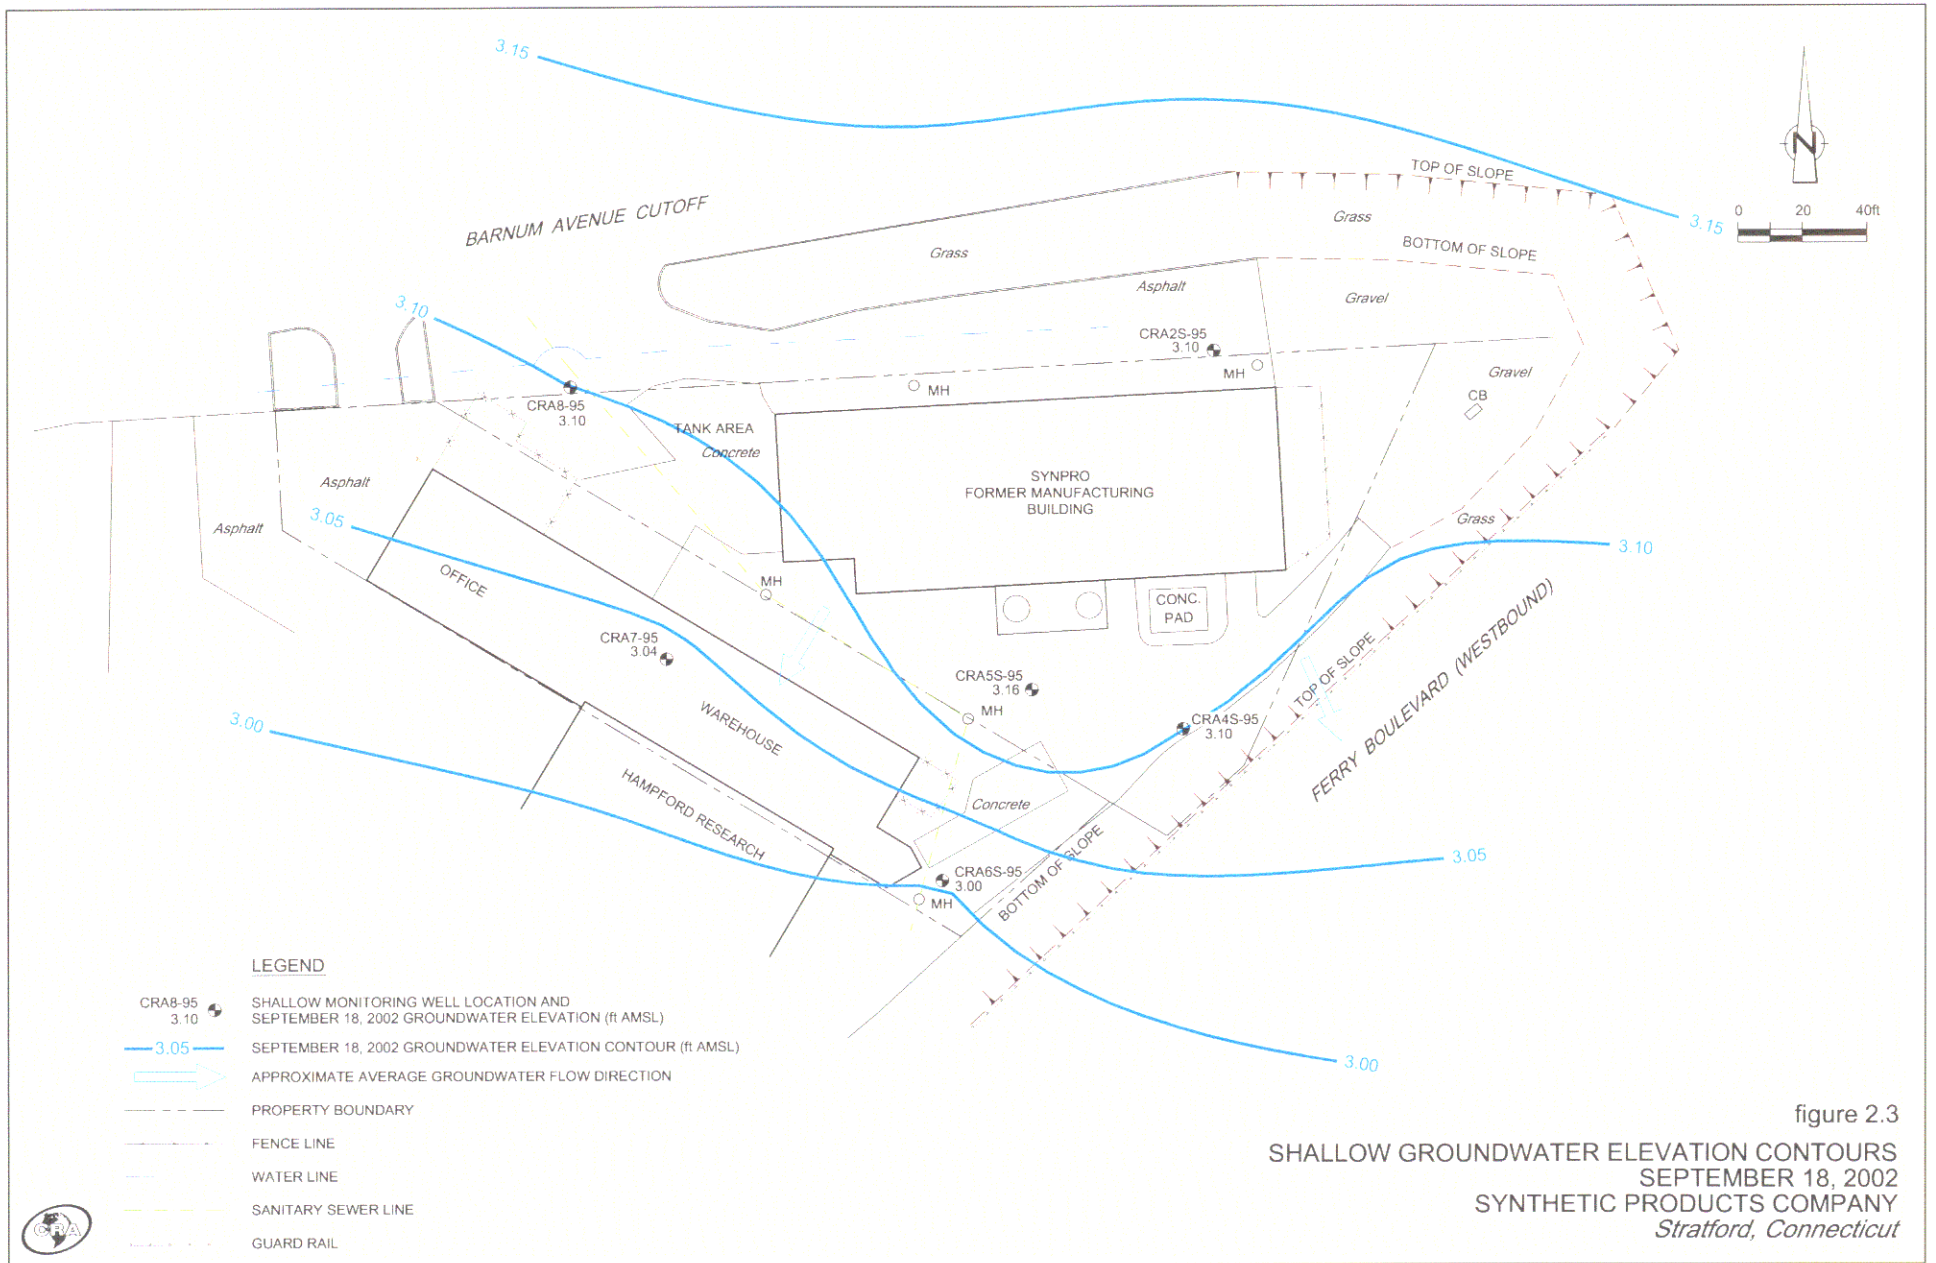 3.15
TOP OF SLOPE
BARNUM AVENUE CUTOFF
Grass
Grass
BOTTOM OF SLOPE
3.15
N
0 20 40ft
Asphalt
Gravel
3.10
CRA2S-95
3.10
MH
MH
Gravel
CB
CRA8-95
3.10
TANK AREA
Concrete
SYNPRO
FORMER MANUFACTURING
BUILDING
Asphalt
Asphalt
3.05
Grass
3.10
OFFICE
MH
CONC.
PAD
CRA7-95
3.04
CRA5S-95
3.16
MH
TOP OF SLOPE
FERRY BOULEVARD (WESTBOUND)
3.00
WAREHOUSE
CRA4S-95
3.10
HAMPFORD RESEARCH
Concrete
3.05
CRA6S-95
3.00
MH
BOTTOM OF SLOPE
3.00
LEGEND
CRA8-95
3.10
SHALLOW MONITORING WELL LOCATION AND
SEPTEMBER 18, 2002 GROUNDWATER ELEVATION (ft AMSL)
3.05
SEPTEMBER 18, 2002 GROUNDWATER ELEVATION CONTOUR (ft AMSL)
APPROXIMATE AVERAGE GROUNDWATER FLOW DIRECTION
PROPERTY BOUNDARY
FENCE LINE
WATER LINE
SANITARY SEWER LINE
GUARD RAIL
CRA
figure 2.3
SHALLOW GROUNDWATER ELEVATION CONTOURS
SEPTEMBER 18, 2002
SYNTHETIC PRODUCTS COMPANY
Stratford, Connecticut